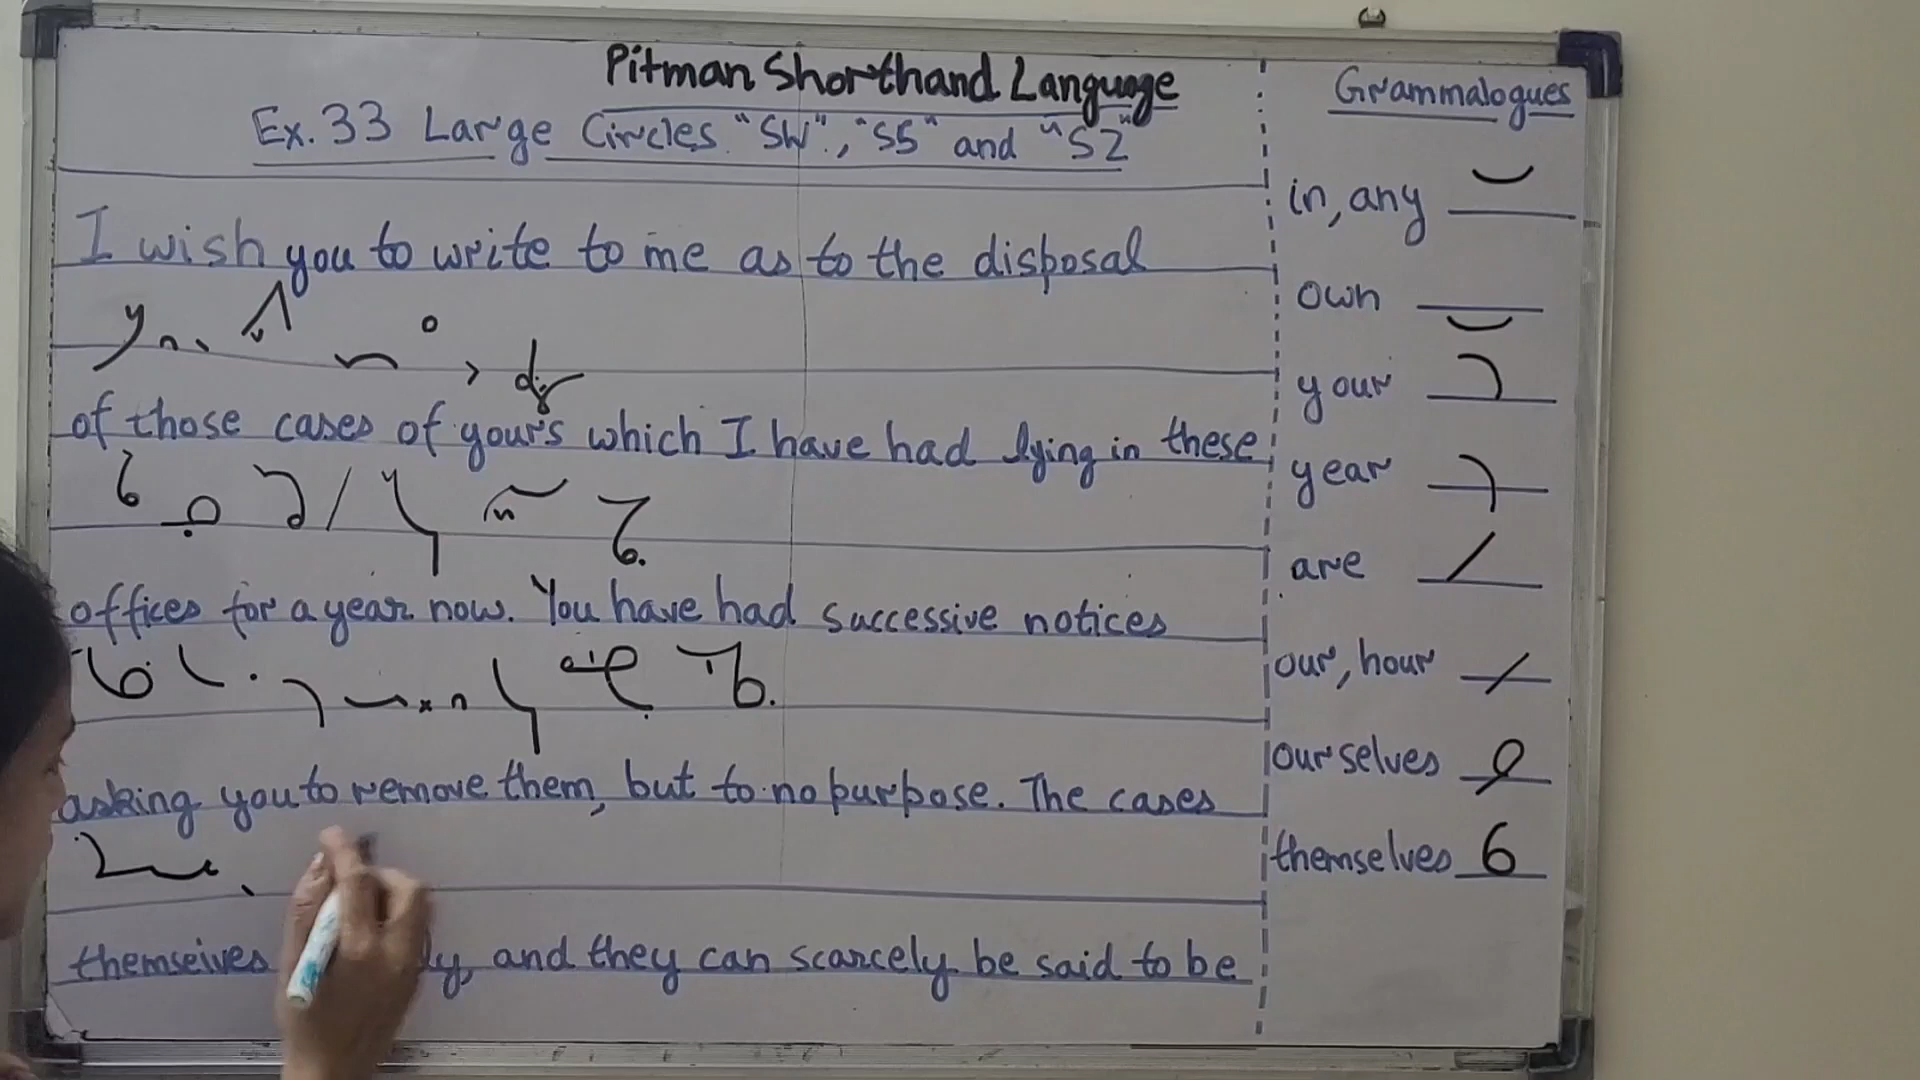 Pitman Shorthand Language
Ex. 33 Large Circles "SW", "SS" and "SZ"
I wish you to write to me as to the disposal
of those cases of yours which I have had lying in these
offices for a year now. You have had successive notices
asking you to remove them, but to no purpose. The cases
themseives and they can scarcely be said to be
Grammalogues
in, any
own
your
year
are
our, hour
ourselves
themselves